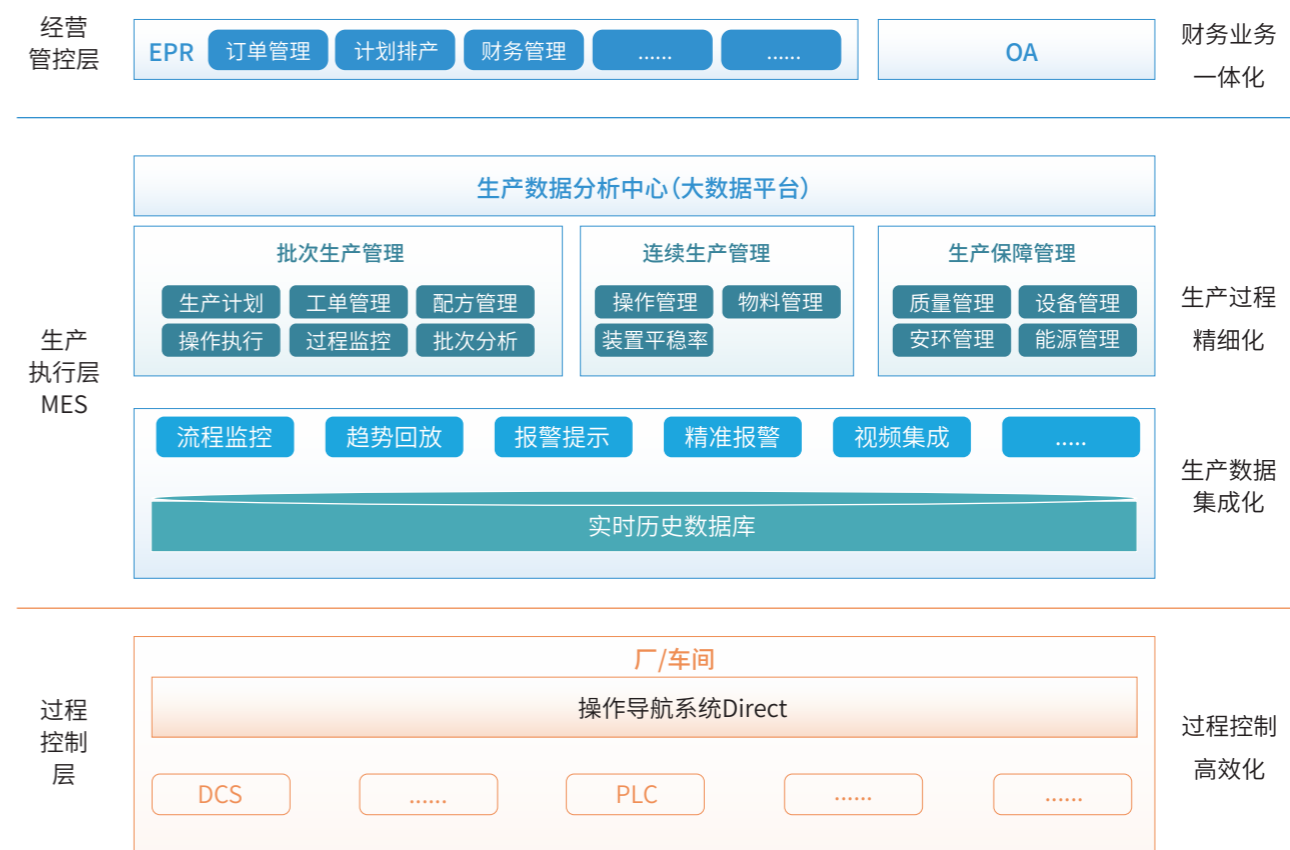 经营
管控层
EPR
订单管理
计划排产
财务管理
......
......
OA
财务业务
一体化
生产
执行层
MES
生产数据分析中心（大数据平台）
批次生产管理
生产计划
工单管理
配方管理
操作执行
过程监控
批次分析
连续生产管理
操作管理
物料管理
装置平稳率
生产保障管理
质量管理
设备管理
安环管理
能源管理
生产过程
精细化
流程监控
趋势回放
报警提示
精准报警
视频集成
.....
实时历史数据库
生产数据
集成化
过程
控制
层
厂/车间
操作导航系统Direct
DCS
......
PLC
......
......
过程控制
高效化